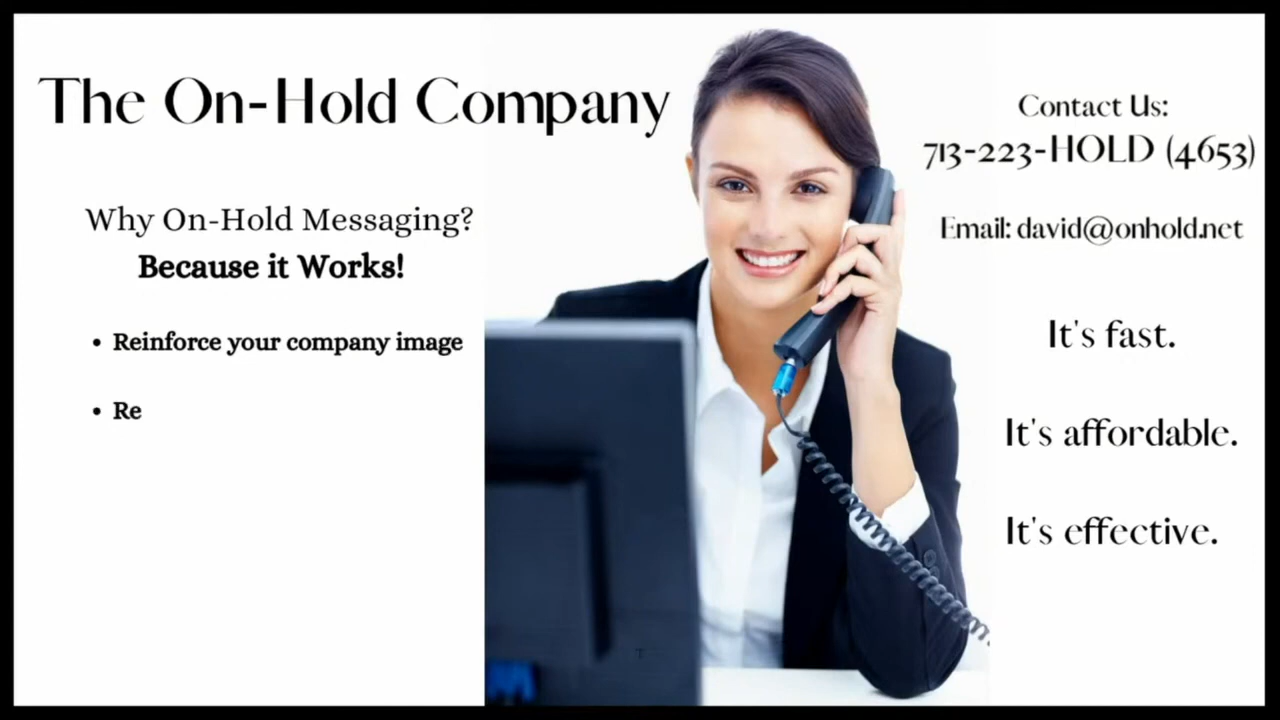 The On-Hold Company
Why On-Hold Messaging?
Because it Works!
• Reinforce your company image
• Re
Contact Us:
713-223-HOLD (4653)
Email: david@onhold.net
It's fast.
It's affordable.
It's effective.